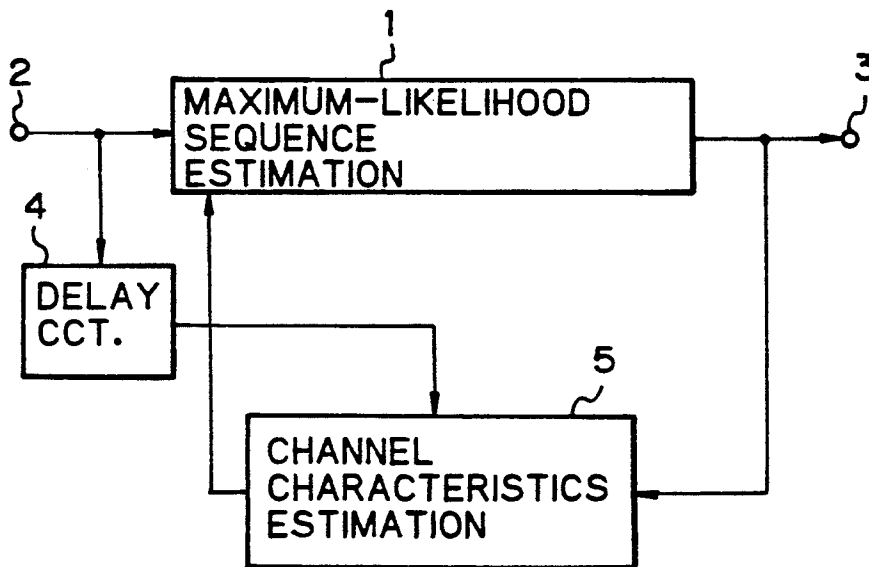 1
2
MAXIMUM-LIKELIHOOD
SEQUENCE
ESTIMATION
3
4
DELAY
CCT.
5
CHANNEL
CHARACTERISTICS
ESTIMATION